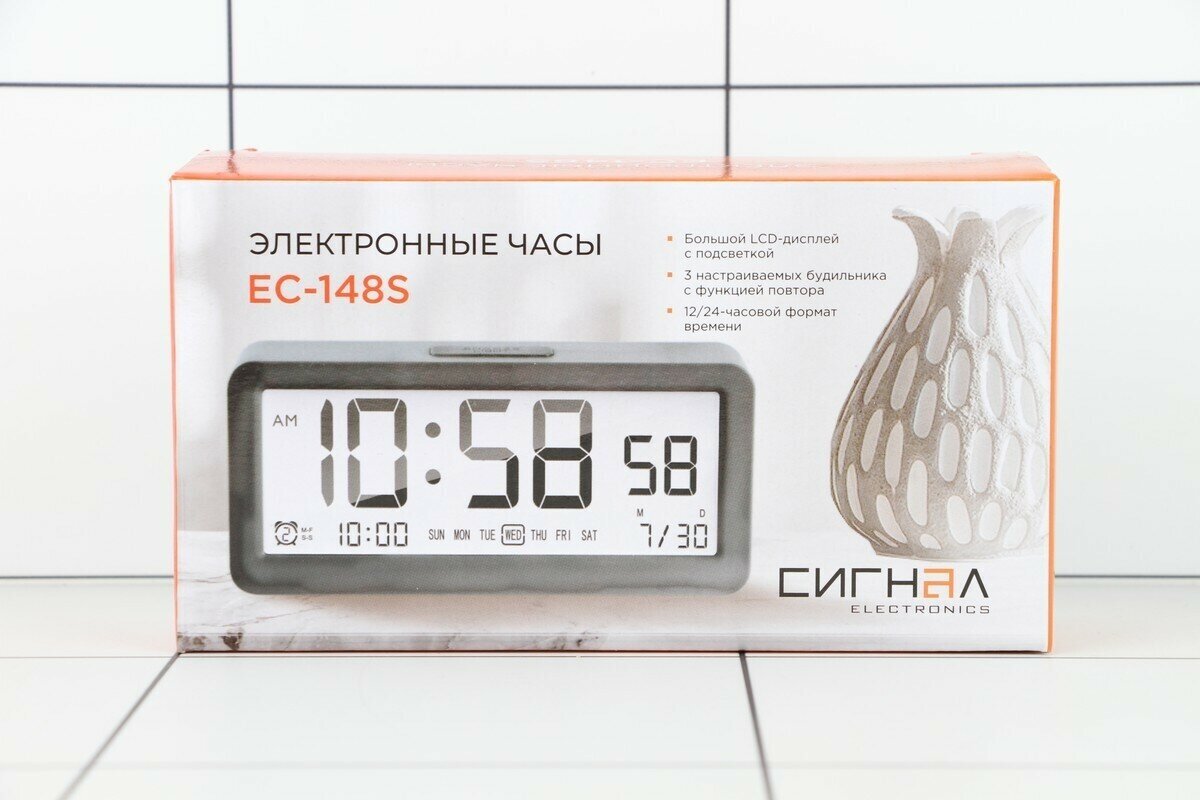 ЭЛЕКТРОННЫЕ ЧАСЫ
EC-148S
Большой LCD-дисплей
с подсветкой
3 настраиваемых будильника
с функцией повтора
12/24-часовой формат
времени
AM 10:58 58
M D
2 M-F
S-S
10:00 SUN MON TUE WED THU FRI SAT 7/30
СИГНАЛ
ELECTRONICS